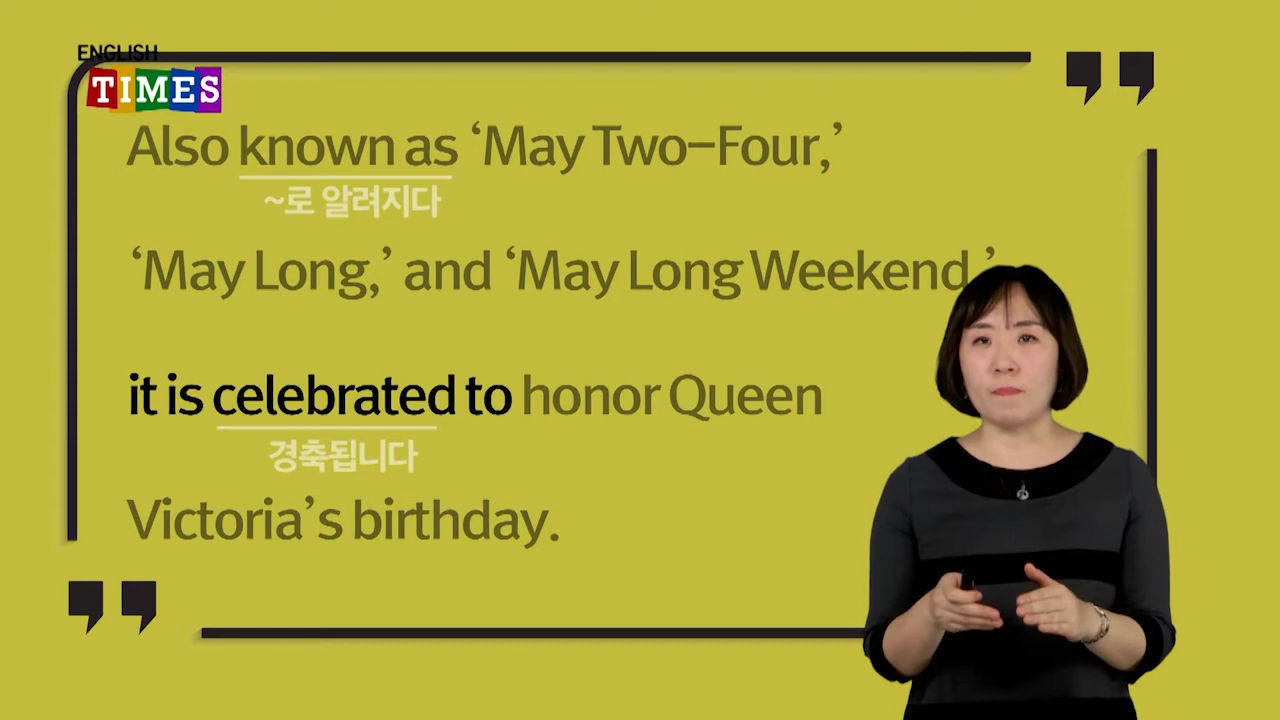 ENGLISH
TIMES
Also known as ‘May Two-Four,’
~로 알려지다
‘May Long,’ and ‘May Long Weekend,’
it is celebrated to honor Queen
경축됩니다
Victoria’s birthday.